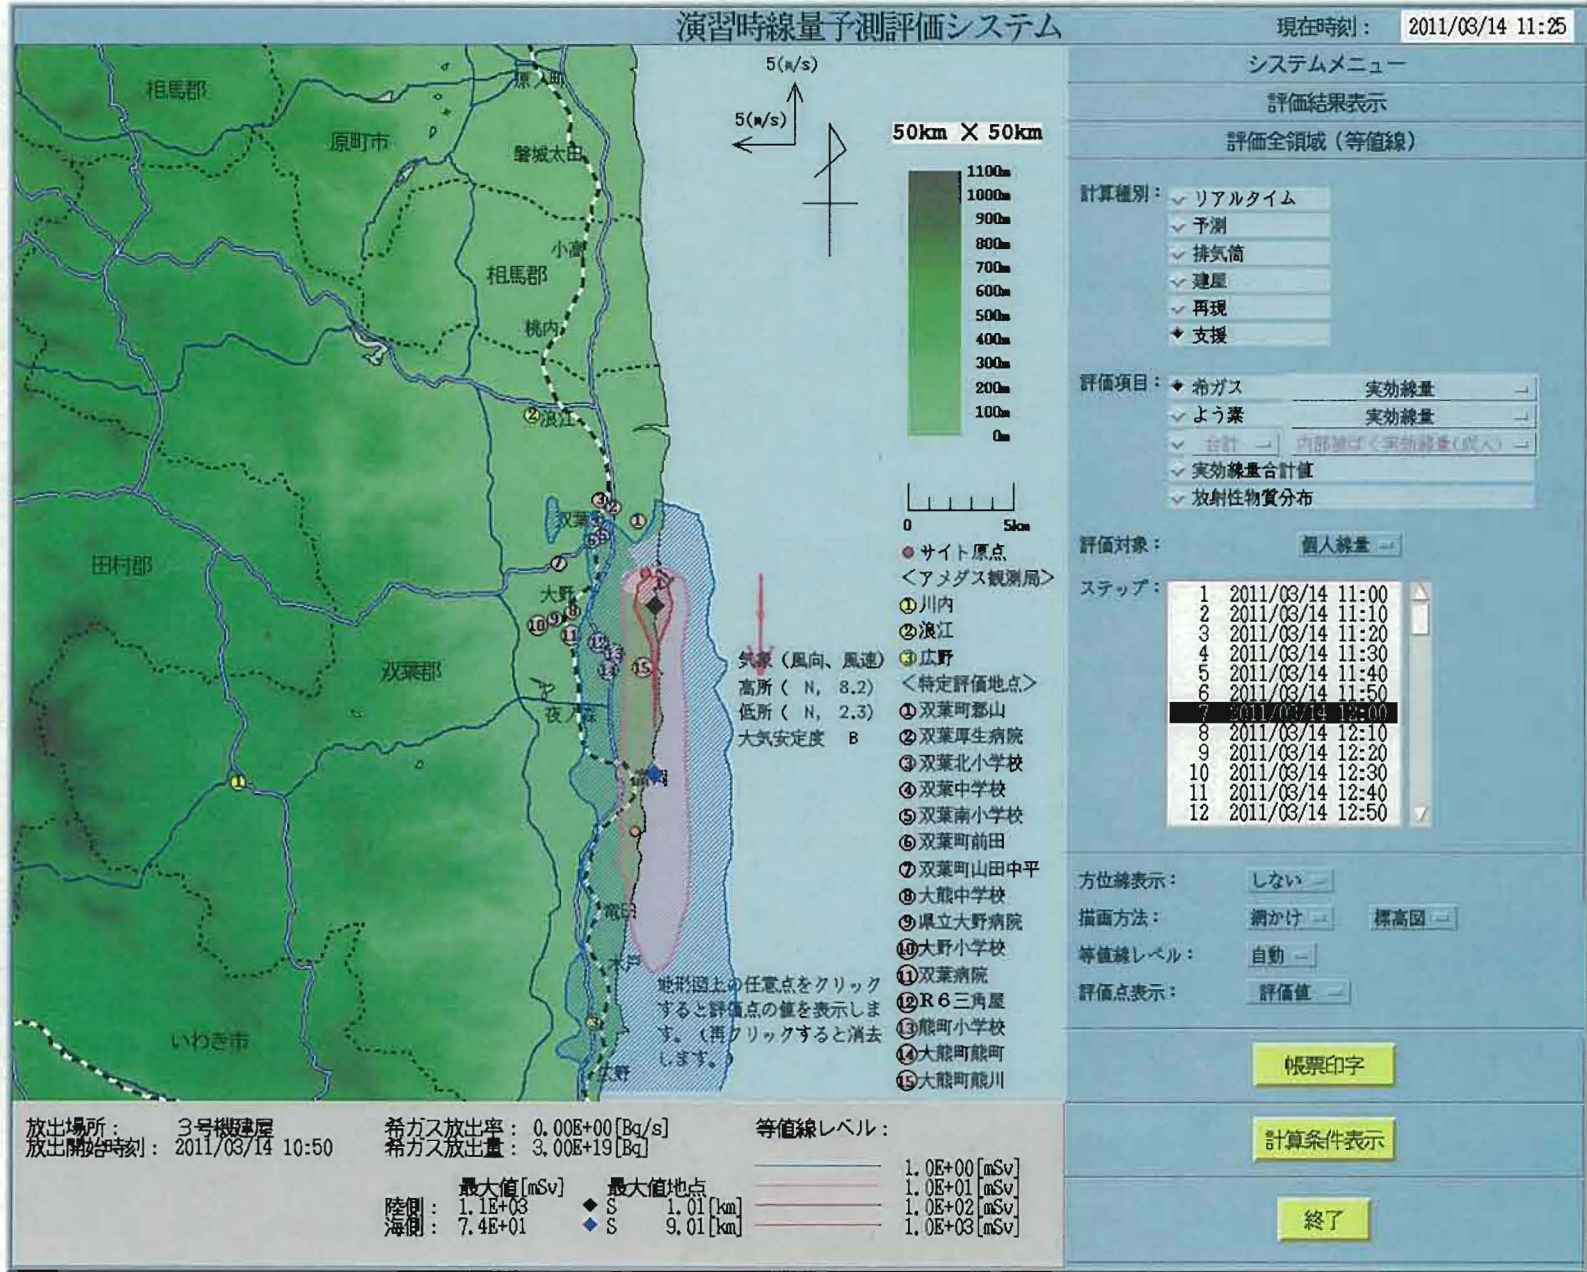 演習時線量予測評価システム
現在時刻： 2011/03/14 11:25
相馬郡
原町市
磐城太田
小高
相馬郡
桃内
②浪江
双葉
田村郡
大野
双葉郡
竜田
木戸
いわき市
広野
5(m/s)
5(m/s)
50km × 50km
1100m
1000m
900m
800m
700m
600m
500m
400m
300m
200m
100m
0m
0 5km
サイト原点
＜アメダス観測局＞
①川内
②浪江
③広野
＜特定評価地点＞
①双葉町郡山
②双葉厚生病院
③双葉北小学校
④双葉中学校
⑤双葉南小学校
⑥双葉町前田
⑦双葉町山田中平
⑧大熊中学校
⑨県立大野病院
⑩大野小学校
⑪双葉病院
⑫R6三角屋
⑬熊町小学校
⑭大熊町熊町
⑮大熊町熊川
気象（風向、風速）
高所（ N, 8.2）
低所（ N, 2.3）
大気安定度 B
地形図上の任意点をクリック
すると評価点の値を表示しま
す。（再クリックすると消去
します。）
システムメニュー
評価結果表示
評価全領域（等値線）
計算種別： リアルタイム
予測
排気筒
建屋
再現
支援
評価項目： 希ガス 実効線量
よう素 実効線量
合計 内部被ばく実効線量(成人)
実効線量合計値
放射性物質分布
評価対象： 個人線量
ステップ：
1 2011/03/14 11:00
2 2011/03/14 11:10
3 2011/03/14 11:20
4 2011/03/14 11:30
5 2011/03/14 11:40
6 2011/03/14 11:50
7 2011/03/14 12:00
8 2011/03/14 12:10
9 2011/03/14 12:20
10 2011/03/14 12:30
11 2011/03/14 12:40
12 2011/03/14 12:50
方位線表示： しない
描画方法： 網かけ 標高図
等値線レベル： 自動
評価点表示： 評価値
帳票印字
計算条件表示
終了
放出場所： ３号機建屋
放出開始時刻： 2011/03/14 10:50
希ガス放出率： 0.00E+00[Bq/s]
希ガス放出量： 3.00E+19[Bq]
最大値[mSv] 最大値地点
陸側： 1.1E+03 ◆ S 1.01[km]
海側： 7.4E+01 ◆ S 9.01[km]
等値線レベル：
1.0E+00[mSv]
1.0E+01[mSv]
1.0E+02[mSv]
1.0E+03[mSv]